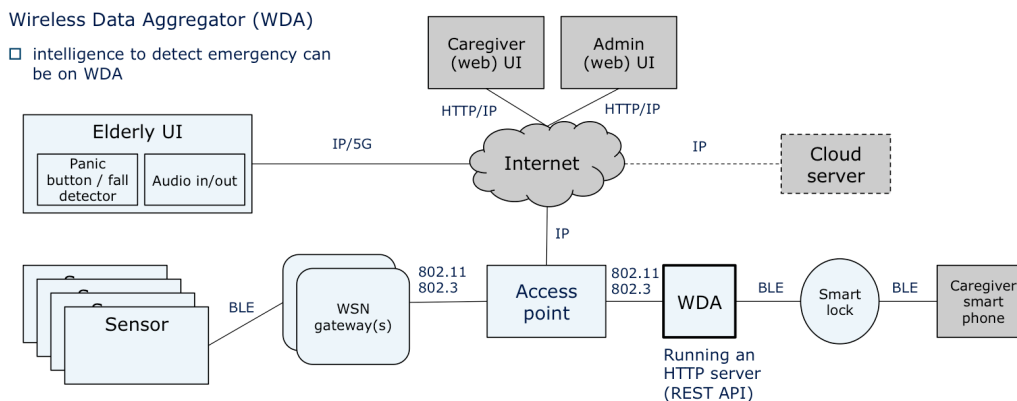 Wireless Data Aggregator (WDA)
intelligence to detect emergency can
be on WDA
Caregiver
(web) UI
Admin
(web) UI
HTTP/IP
HTTP/IP
Elderly UI
Panic
button / fall
detector
Audio in/out
IP/5G
Internet
IP
Cloud
server
IP
Sensor
BLE
WSN
gateway(s)
802.11
802.3
Access
point
802.11
802.3
WDA
BLE
Smart
lock
BLE
Caregiver
smart
phone
Running an
HTTP server
(REST API)